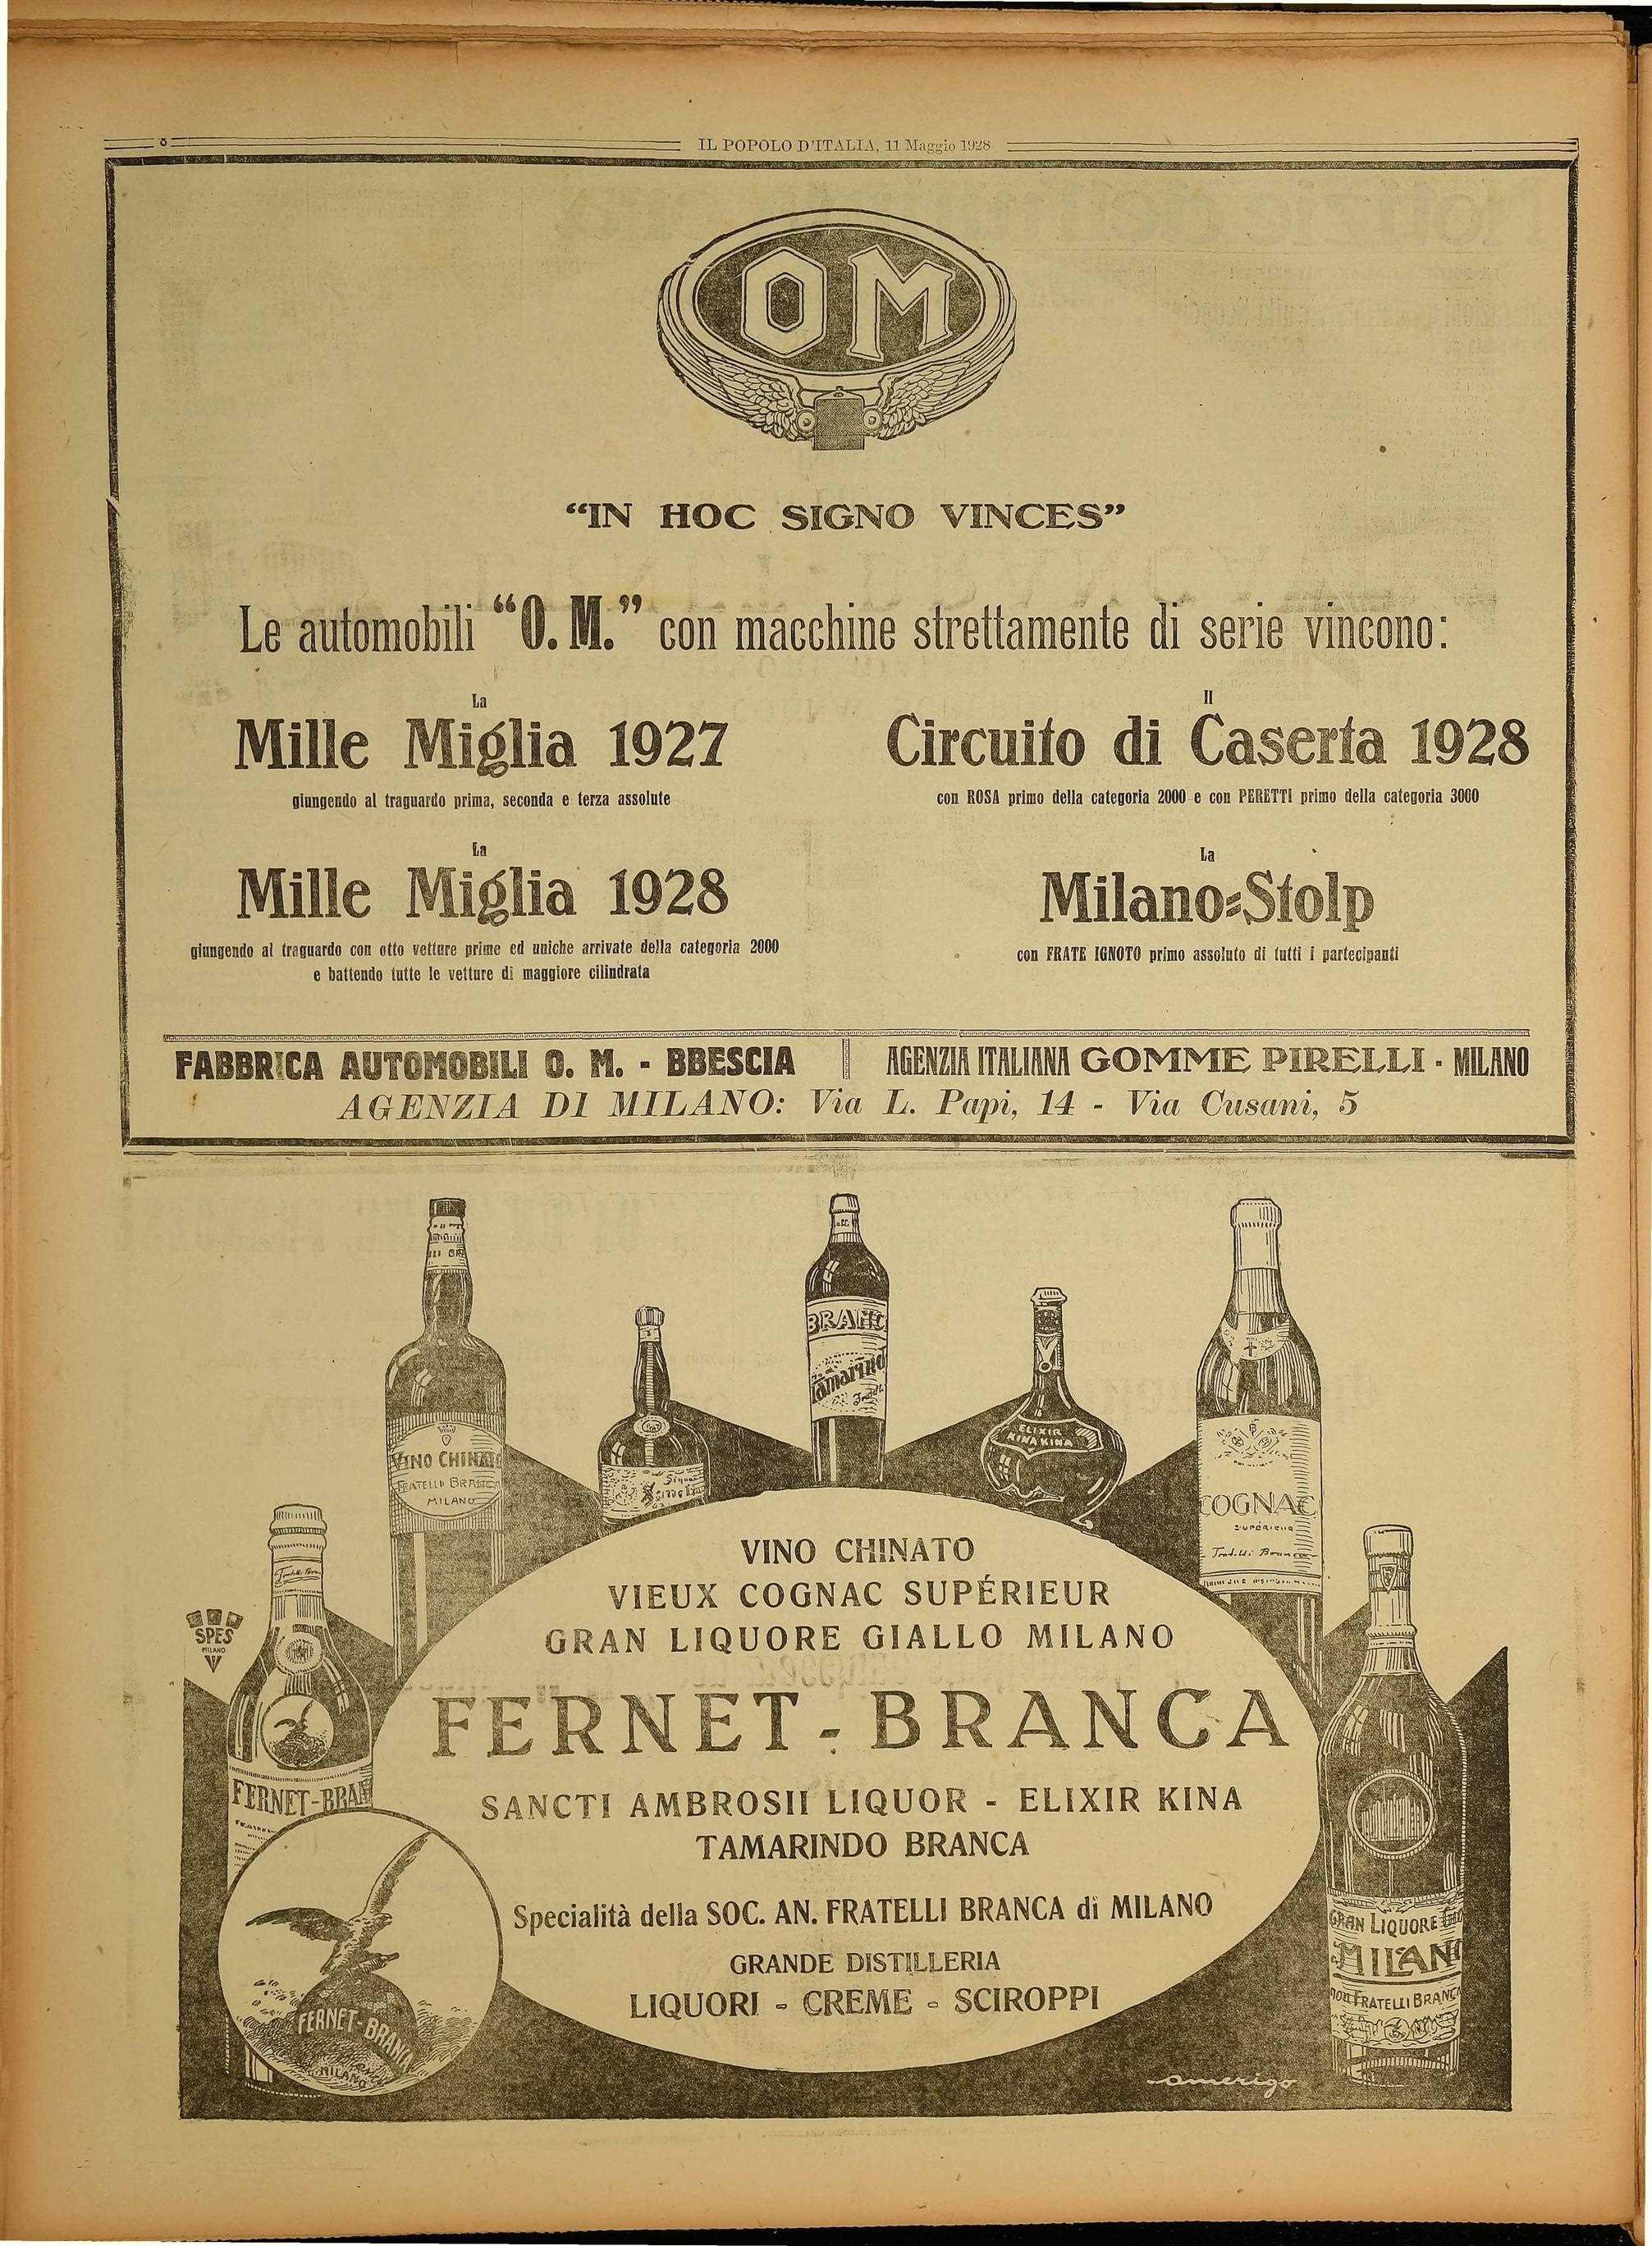 8
IL POPOLO D'ITALIA, 11 Maggio 1928
OM
“IN HOC SIGNO VINCES”
Le automobili “O. M.” con macchine strettamente di serie vincono:
La
Mille Miglia 1927
giungendo al traguardo prima, seconda e terza assolute
La
Mille Miglia 1928
giungendo al traguardo con otto vetture prime ed uniche arrivate della categoria 2000
e battendo tutte le vetture di maggiore cilindrata
Il
Circuito di Caserta 1928
con ROSA primo della categoria 2000 e con PERETTI primo della categoria 3000
La
Milano-Stolp
con FRATE IGNOTO primo assoluto di tutti i partecipanti
FABBRICA AUTOMOBILI O. M. - BBESCIA
AGENZIA ITALIANA GOMME PIRELLI - MILANO
AGENZIA DI MILANO: Via L. Papi, 14 - Via Cusani, 5
BRANC
Tamarind
ELIXIR
KINA KINA
VINO CHINATO
FRATELLI BRANCA
MILANO
COGNAC
SUPÉRIEUR
Fratelli Branca
SPES
MILANO
VINO CHINATO
VIEUX COGNAC SUPÉRIEUR
GRAN LIQUORE GIALLO MILANO
FERNET-BRANCA
SANCTI AMBROSII LIQUOR - ELIXIR KINA
TAMARINDO BRANCA
Specialità della SOC. AN. FRATELLI BRANCA di MILANO
GRANDE DISTILLERIA
LIQUORI - CREME - SCIROPPI
FERNET-BRAN
FERNET-BRANCA
MILANO
GRAN LIQUORE
MILANO
FRATELLI BRANCA
amerigo